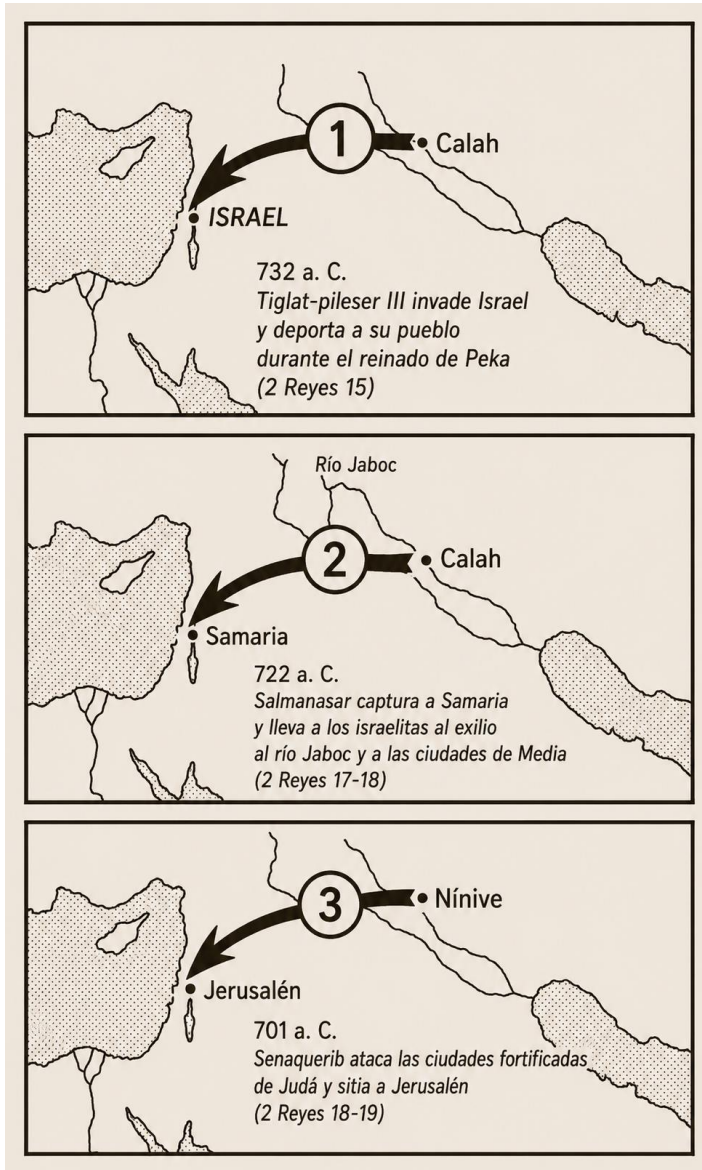 1
Calah
ISRAEL
732 a. C.
Tiglat-pileser III invade Israel
y deporta a su pueblo
durante el reinado de Peka
(2 Reyes 15)
Río Jaboc
2
Calah
Samaria
722 a. C.
Salmanasar captura a Samaria
y lleva a los israelitas al exilio
al río Jaboc y a las ciudades de Media
(2 Reyes 17-18)
3
Nínive
Jerusalén
701 a. C.
Senaquerib ataca las ciudades fortificadas
de Judá y sitia a Jerusalén
(2 Reyes 18-19)